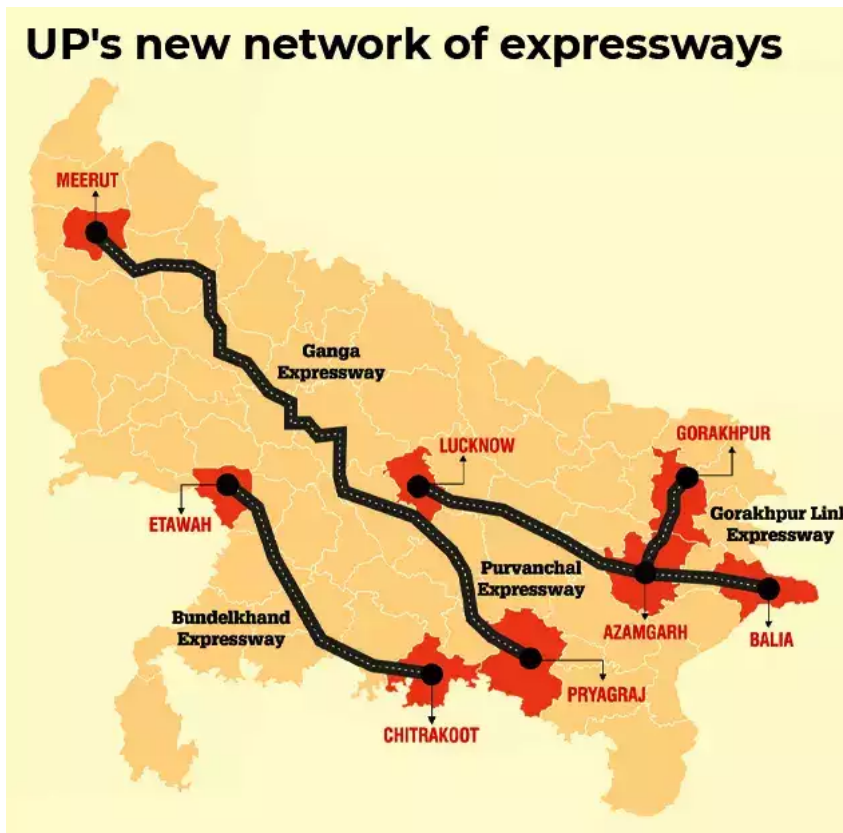 UP's new network of expressways
MEERUT
Ganga
Expressway
LUCKNOW
GORAKHPUR
ETAWAH
Gorakhpur Linl
Expressway
Purvanchal
Expressway
Bundelkhand
Expressway
AZAMGARH
BALIA
PRYAGRAJ
CHITRAKOOT